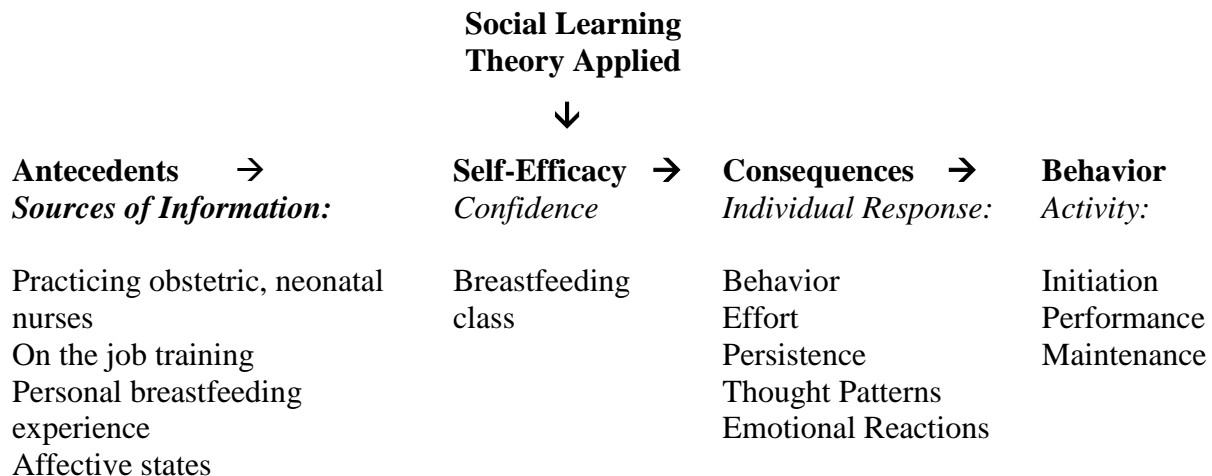 Social Learning
Theory Applied
↓
Antecedents → Self-Efficacy → Consequences → Behavior
Sources of Information: Confidence Individual Response: Activity:
Practicing obstetric, neonatal Breastfeeding Behavior Initiation
nurses class Effort Performance
On the job training Persistence Maintenance
Personal breastfeeding Thought Patterns
experience Emotional Reactions
Affective states